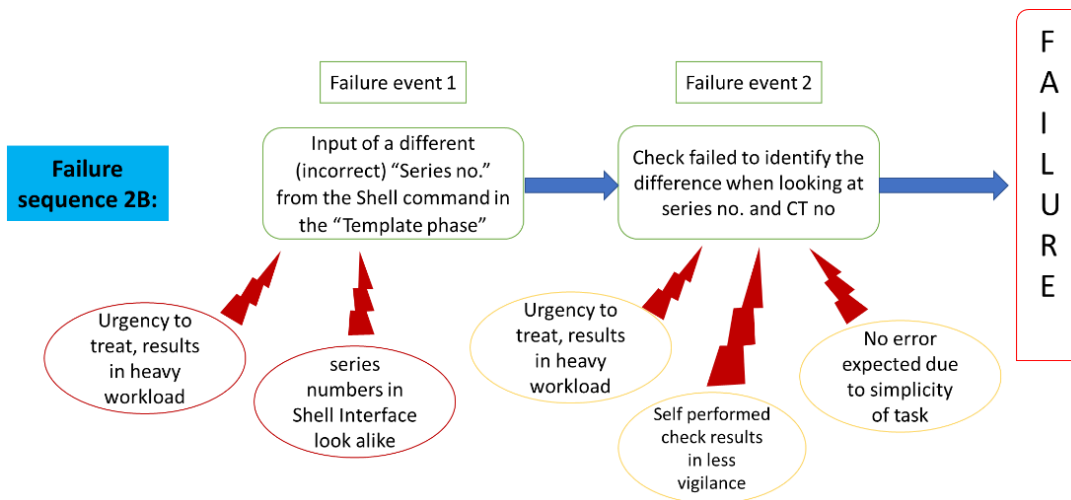 Failure
sequence 2B:
Failure event 1
Input of a different
(incorrect) “Series no.”
from the Shell command in
the “Template phase”
Urgency to
treat, results
in heavy
workload
series
numbers in
Shell Interface
look alike
Failure event 2
Check failed to identify the
difference when looking at
series no. and CT no
Urgency to
treat, results
in heavy
workload
Self performed
check results
in less
vigilance
No error
expected due
to simplicity
of task
F
A
I
L
U
R
E